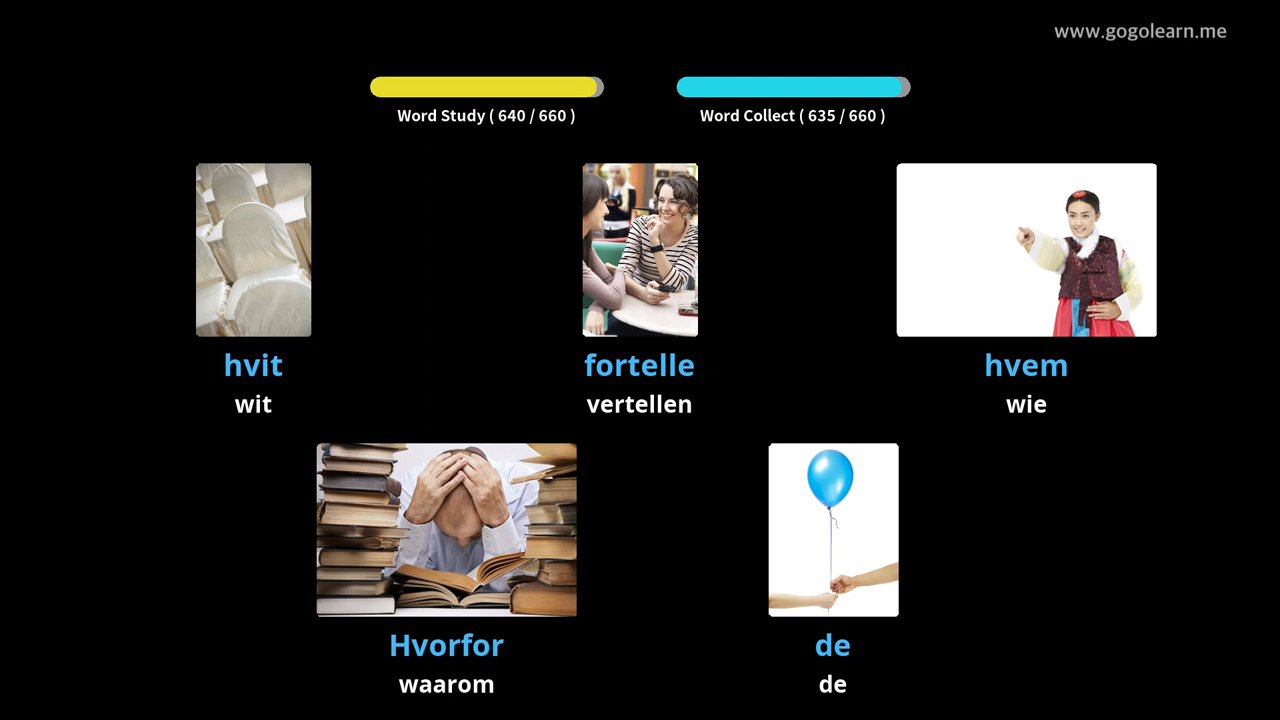 www.gogolearn.me
Word Study ( 640 / 660 )
Word Collect ( 635 / 660 )
hvit
wit
fortelle
vertellen
hvem
wie
Hvorfor
waarom
de
de